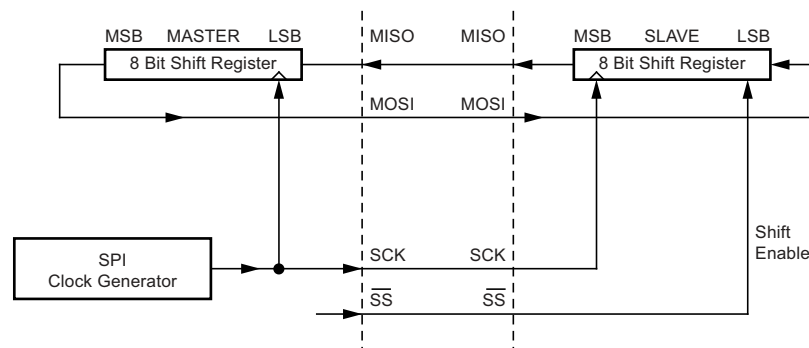 MSB MASTER LSB MISO MISO MSB SLAVE LSB
8 Bit Shift Register 8 Bit Shift Register
MOSI MOSI
SPI
Clock Generator
SCK SCK
Shift
Enable
SS SS